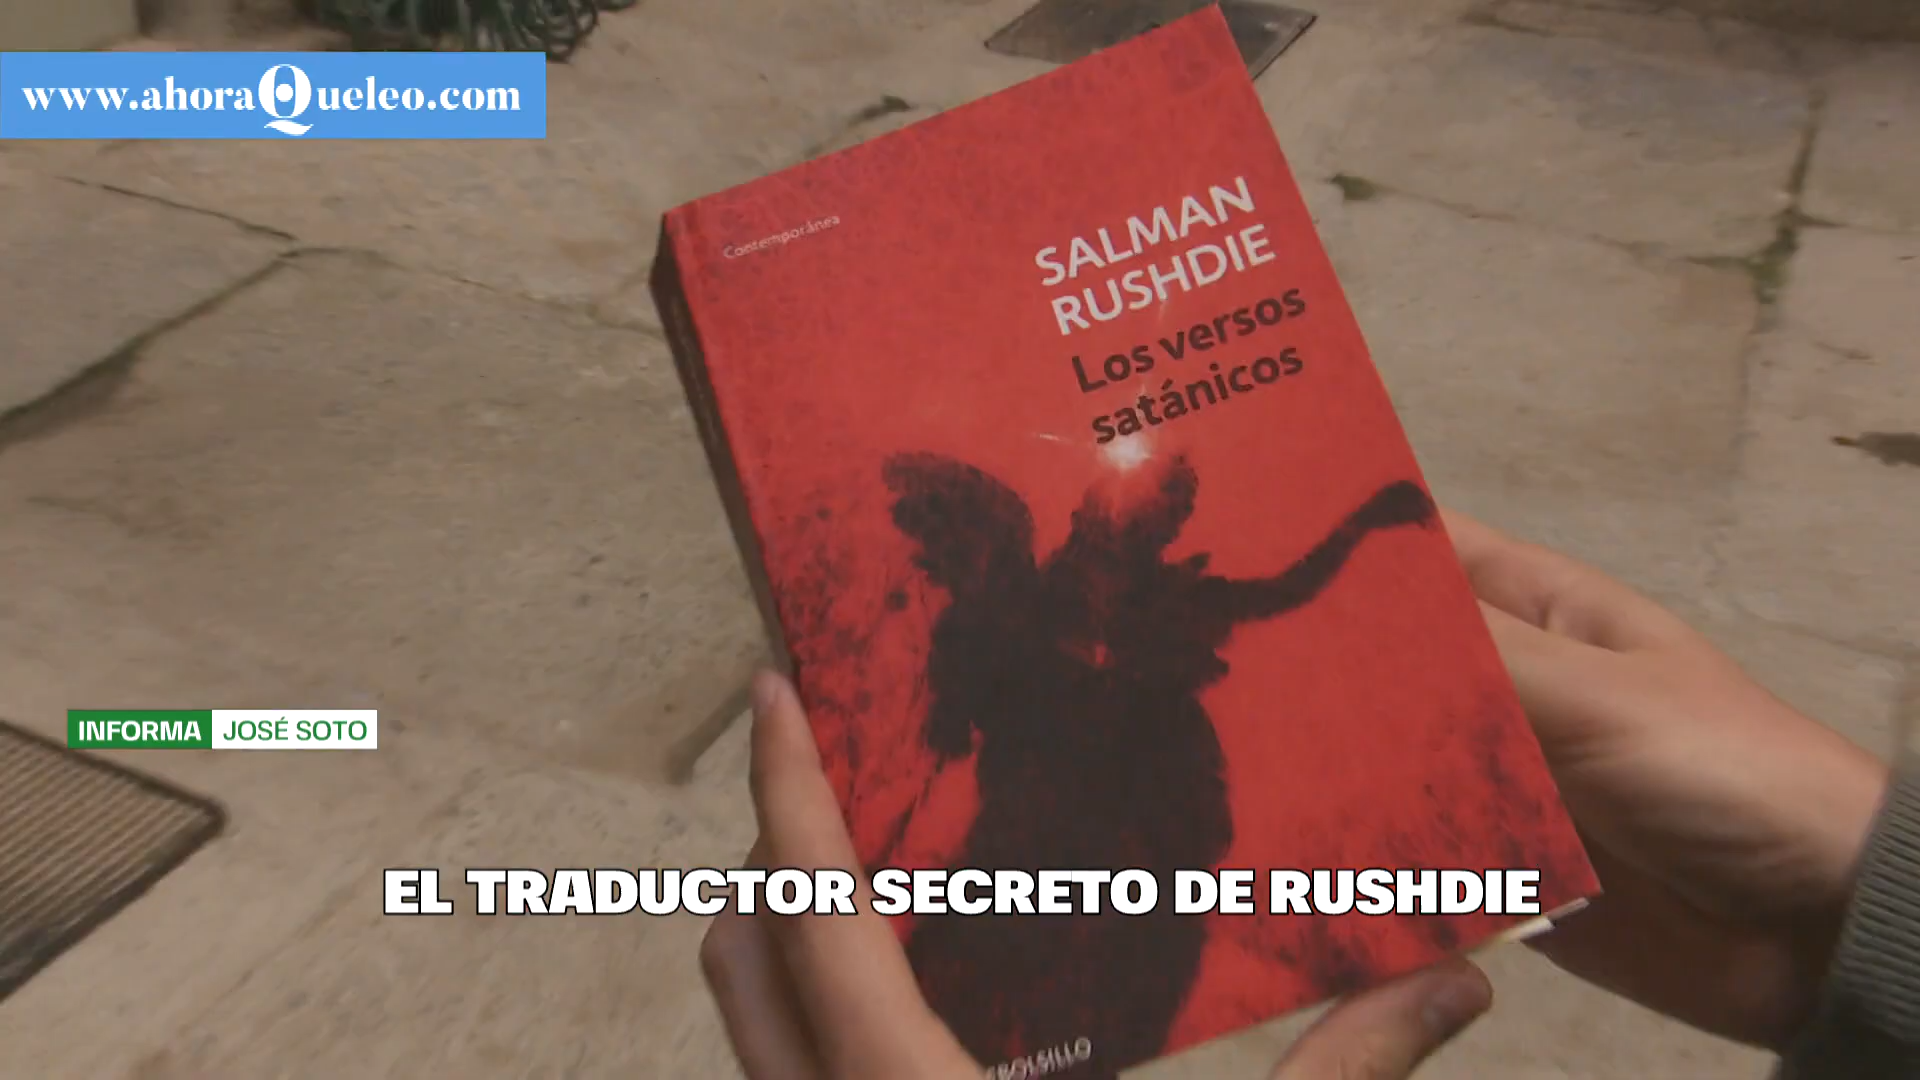 www.ahoraQueleo.com
Contemporánea
SALMAN
RUSHDIE
Los versos
satánicos
INFORMA JOSÉ SOTO
EL TRADUCTOR SECRETO DE RUSHDIE